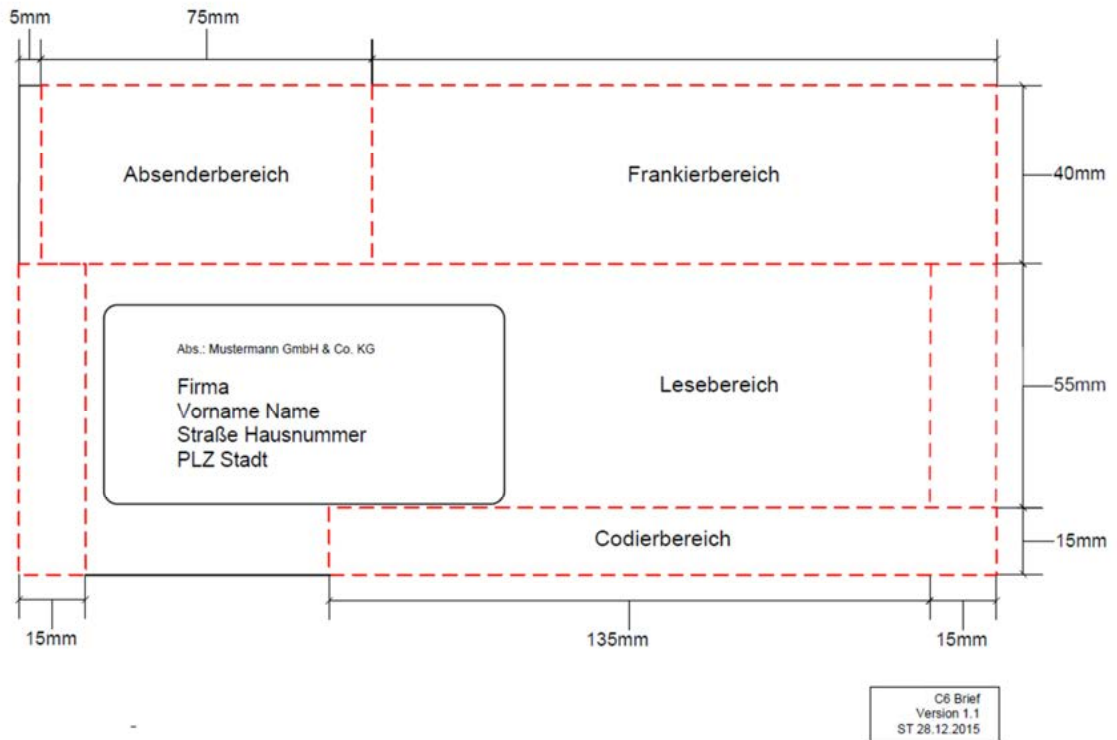 5mm
75mm
Absenderbereich
Frankierbereich
40mm
Abs.: Mustermann GmbH & Co. KG
Firma
Vorname Name
Straße Hausnummer
PLZ Stadt
Lesebereich
55mm
Codierbereich
15mm
15mm
135mm
15mm
C6 Brief
Version 1.1
ST 28.12.2015